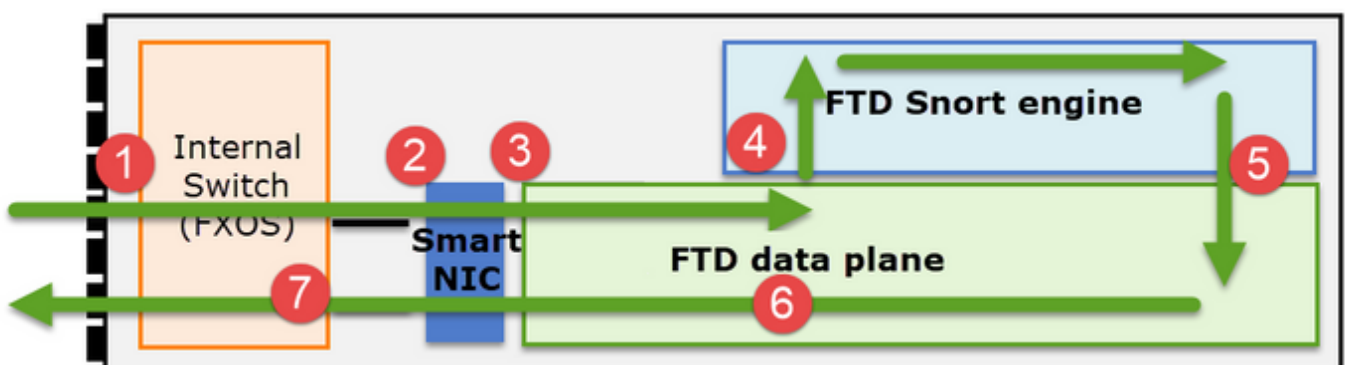 1
Internal
Switch
(FXOS)
2
Smart
NIC
3
4
FTD Snort engine
5
FTD data plane
6
7